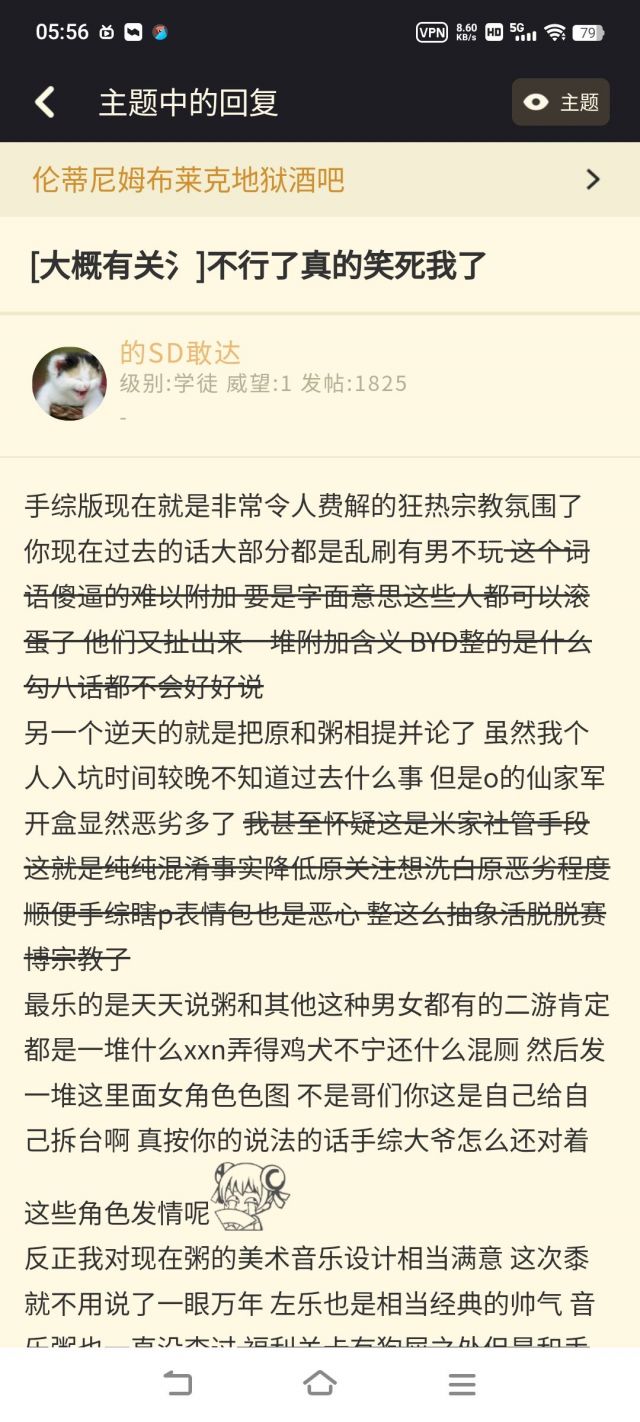 05:56
VPN 8.60 KB/s HD 5G 79
主题中的回复
主题
伦蒂尼姆布莱克地狱酒吧
[大概有关氵]不行了真的笑死我了
的SD敢达
级别:学徒 威望:1 发帖:1825
-
手综版现在就是非常令人费解的狂热宗教氛围了
你现在过去的话大部分都是乱刷有男不玩 这个词
语傻逼的难以附加 要是字面意思这些人都可以滚
蛋了 他们又扯出来一堆附加含义 BYD整的是什么
勾八话都不会好好说
另一个逆天的就是把原和粥相提并论了 虽然我个
人入坑时间较晚不知道过去什么事 但是o的仙家军
开盒显然恶劣多了 我甚至怀疑这是米家社管手段
这就是纯纯混淆事实降低原关注想洗白原恶劣程度
顺便手综瞎p表情包也是恶心 整这么抽象活脱脱赛
博宗教了
最乐的是天天说粥和其他这种男女都有的二游肯定
都是一堆什么xxn弄得鸡犬不宁还什么混厕 然后发
一堆这里面女角色色图 不是哥们你这是自己给自
己拆台啊 真按你的说法的话手综大爷怎么还对着
这些角色发情呢
反正我对现在粥的美术音乐设计相当满意 这次黍
就不用说了一眼万年 左乐也是相当经典的帅气 音
乐粥也一直没查过 福利关卡有狗屎之处但是和手